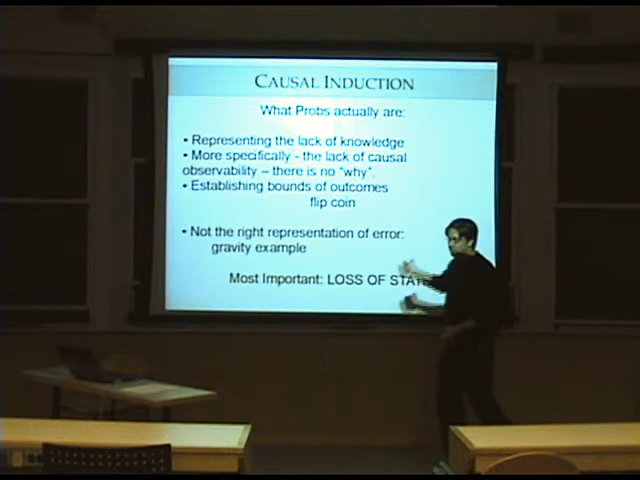 CAUSAL INDUCTION
What Probs actually are:
• Representing the lack of knowledge
• More specifically - the lack of causal
observability – there is no "why".
• Establishing bounds of outcomes
flip coin
• Not the right representation of error:
gravity example
Most Important: LOSS OF STATE